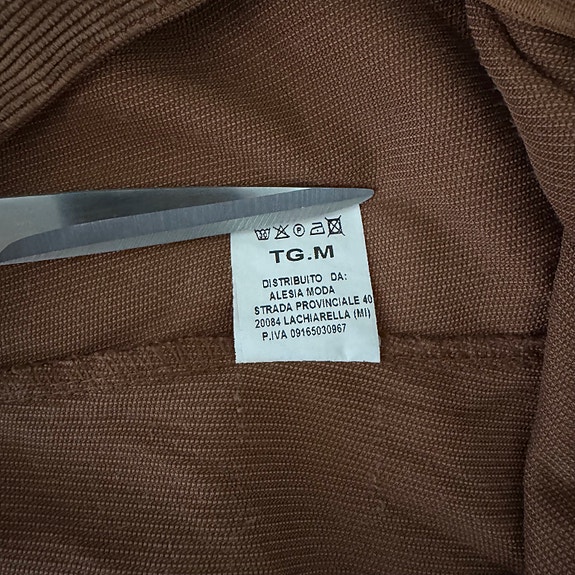 TG.M
DISTRIBUITO DA:
ALESIA MODA
STRADA PROVINCIALE 40
20084 LACHIARELLA (MI)
P.IVA 09165030967